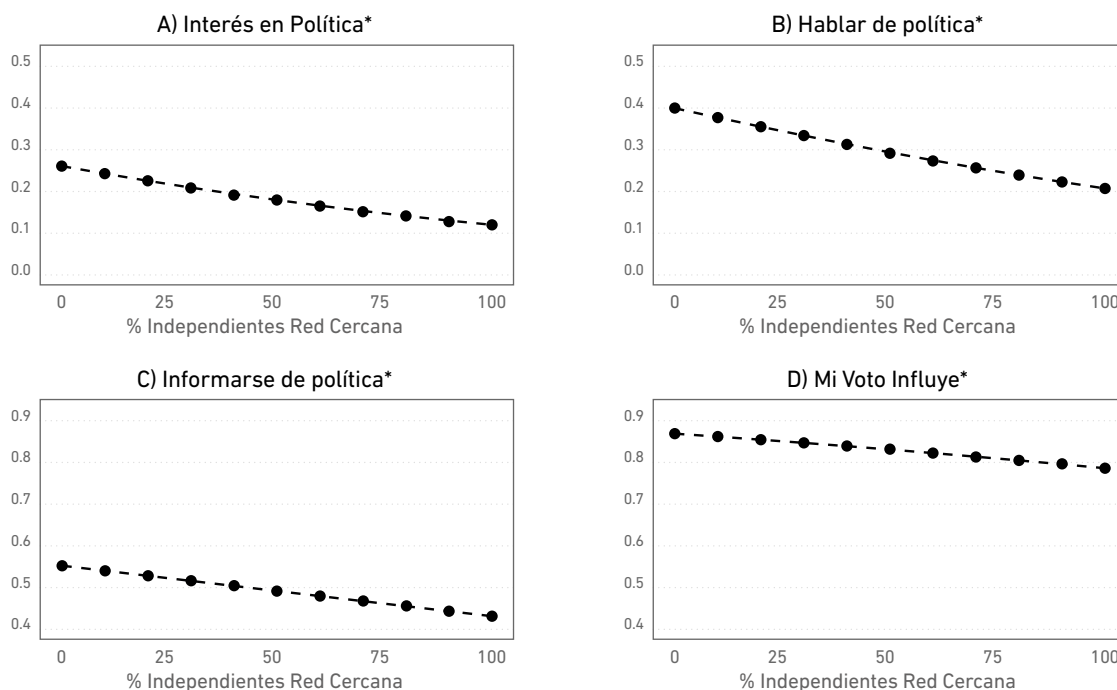 A) Interés en Política*
0.5
0.4
0.3
0.2
0.1
0.0
0 25 50 75 100
% Independientes Red Cercana
B) Hablar de política*
0.5
0.4
0.3
0.2
0.1
0.0
0 25 50 75 100
% Independientes Red Cercana
C) Informarse de política*
0.9
0.8
0.7
0.6
0.5
0.4
0 25 50 75 100
% Independientes Red Cercana
D) Mi Voto Influye*
0.9
0.8
0.7
0.6
0.5
0.4
0 25 50 75 100
% Independientes Red Cercana